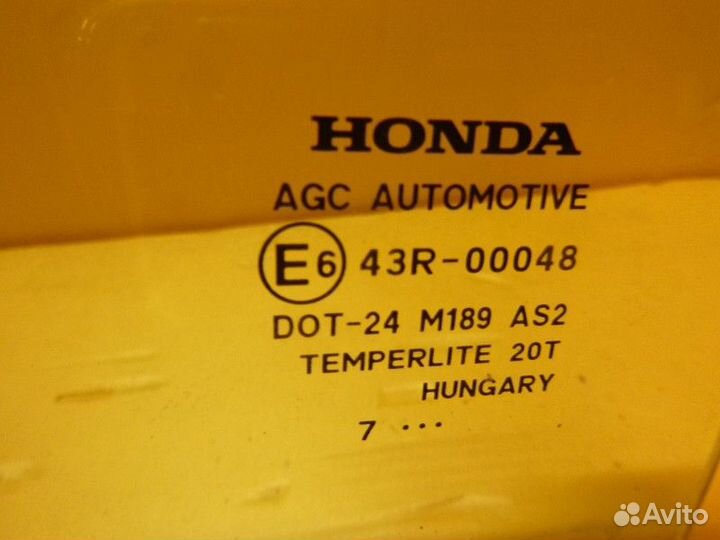 HONDA
AGC AUTOMOTIVE
E6 43R-00048
DOT-24 M189 AS2
TEMPERLITE 20T
HUNGARY
7 ...
Avito